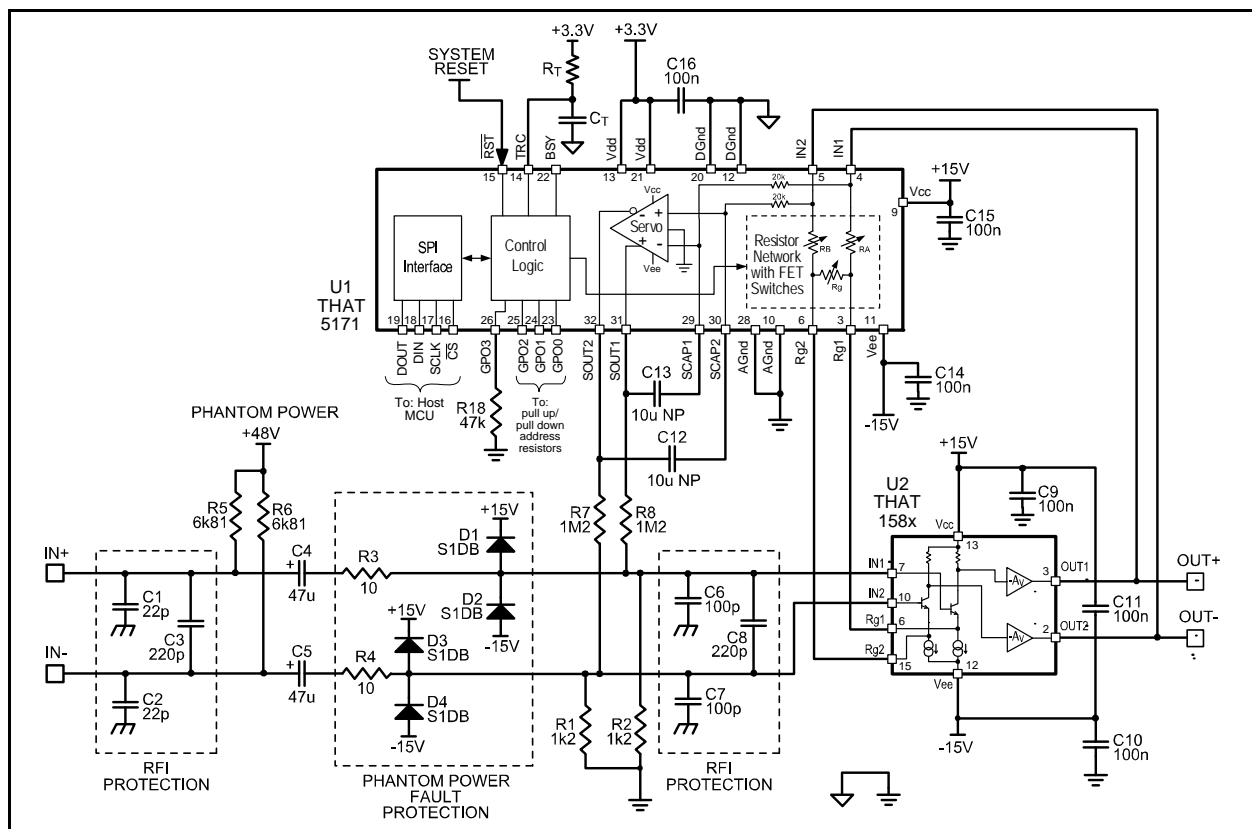 +3.3V
+3.3V
SYSTEM
RESET
RT
CT
C16
100n
RST
TRC
BSY
Vdd
Vdd
DGnd
DGnd
IN2
IN1
15
14
22
13
21
20
12
5
4
+15V
Vcc
9
C15
100n
20k
20k
Vcc
-
+
Servo
+
-
Vee
SPI
Interface
Control
Logic
Resistor
Network
with FET
Switches
RB
RA
Rg
U1
THAT
5171
19
18
17
16
26
25
24
23
32
31
29
30
28
10
6
3
11
DOUT
DIN
SCLK
CS
GPO3
GPO2
GPO1
GPO0
SOUT2
SOUT1
SCAP1
SCAP2
AGnd
AGnd
Rg2
Rg1
Vee
To: Host
MCU
R18
47k
To:
pull up/
pull down
address
resistors
C13
10u NP
C12
10u NP
C14
100n
-15V
PHANTOM POWER
+48V
R5
6k81
R6
6k81
R7
1M2
R8
1M2
+15V
C9
100n
U2
THAT
158x
Vcc
13
IN+
C1
22p
C3
220p
C4
+
47u
R3
10
+15V
D1
S1DB
D2
S1DB
-15V
C6
100p
C8
220p
IN1
7
IN2
10
Rg1
6
Rg2
15
-AV
3
OUT1
-AV
2
OUT2
OUT+
-
C11
100n
OUT-
-
12
Vee
IN-
C2
22p
C5
+
47u
R4
10
+15V
D3
S1DB
D4
S1DB
-15V
R1
1k2
R2
1k2
C7
100p
-15V
C10
100n
RFI
PROTECTION
PHANTOM POWER
FAULT
PROTECTION
RFI
PROTECTION